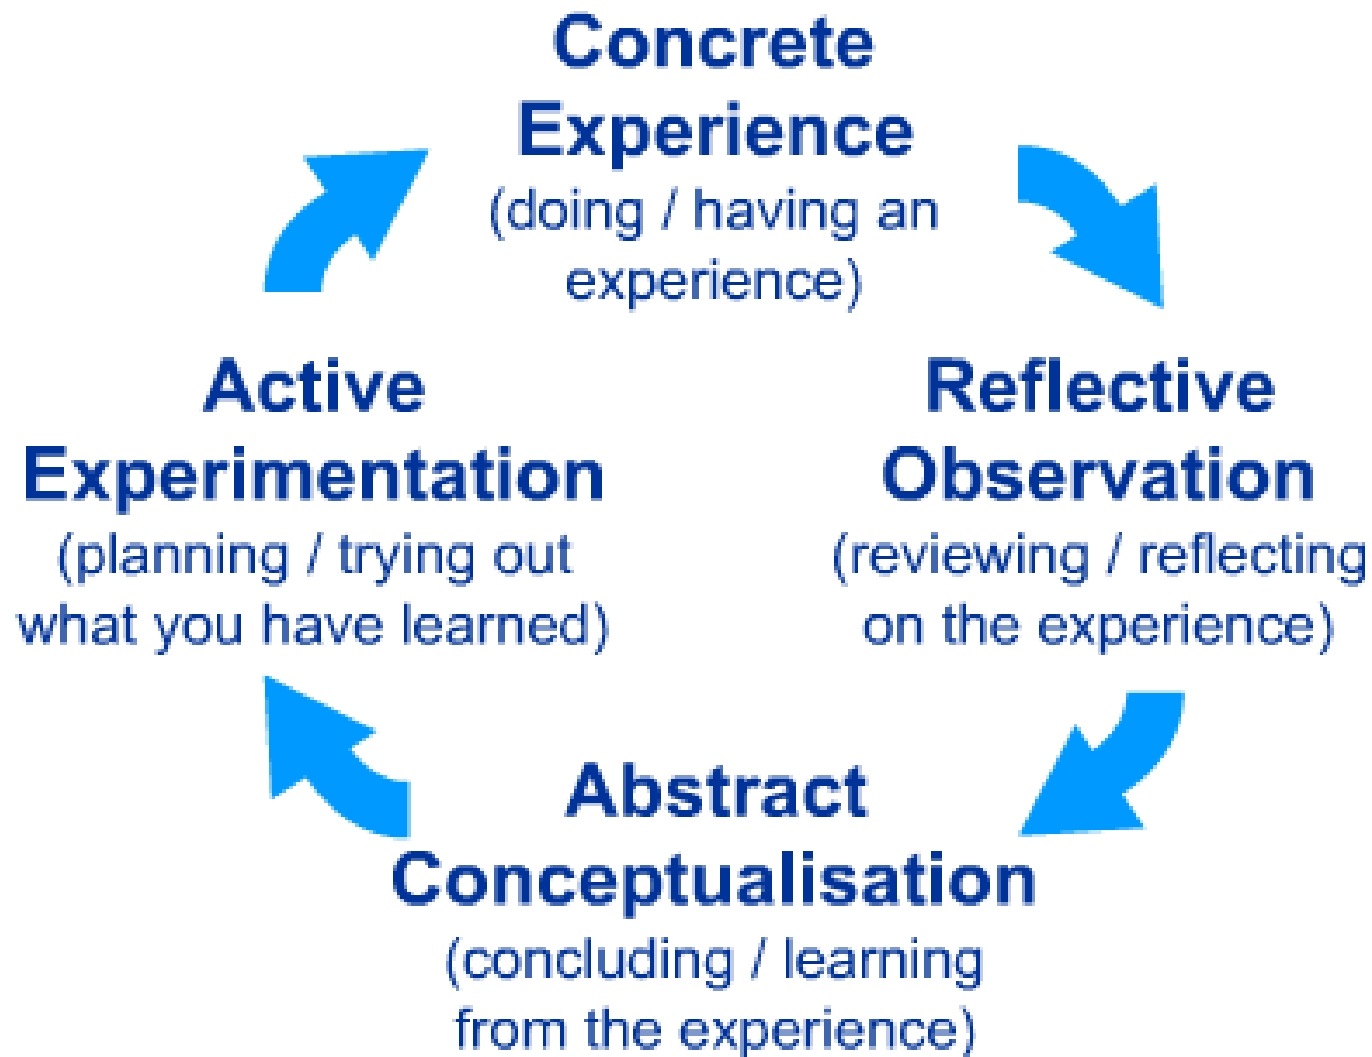 Concrete
Experience
(doing / having an
experience)
Reflective
Observation
(reviewing / reflecting
on the experience)
Abstract
Conceptualisation
(concluding / learning
from the experience)
Active
Experimentation
(planning / trying out
what you have learned)